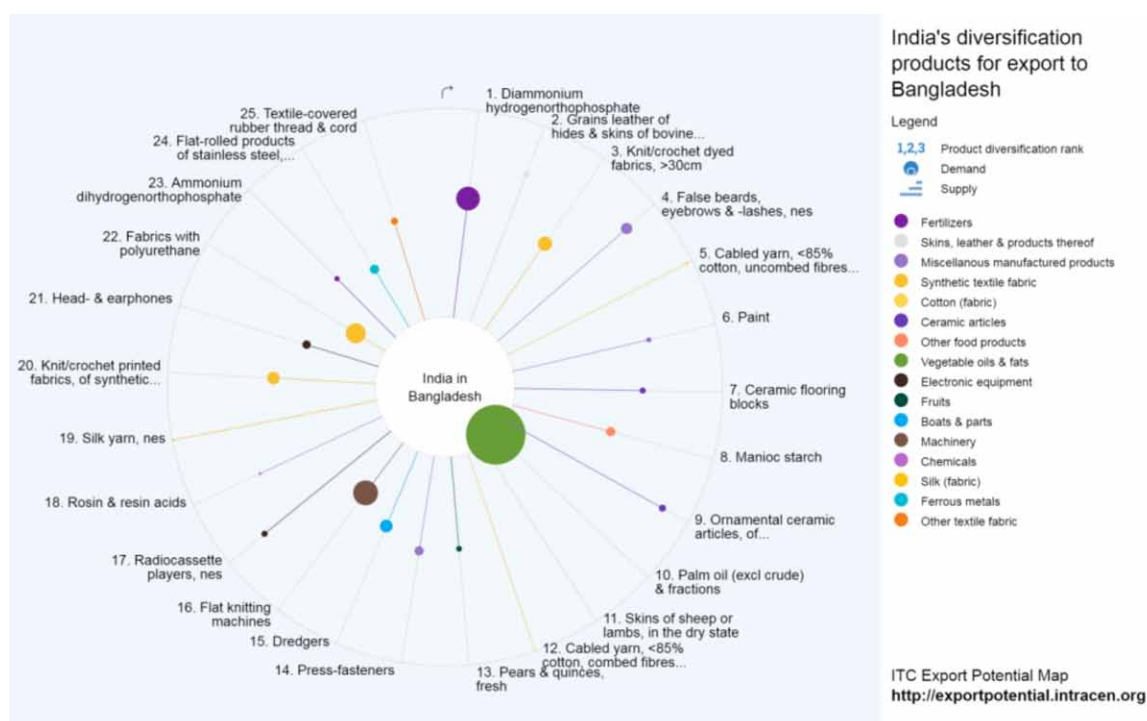 India's diversification
products for export to
Bangladesh
Legend
1,2,3 Product diversification rank
Demand
Supply
Fertilizers
Skins, leather & products thereof
Miscellanous manufactured products
Synthetic textile fabric
Cotton (fabric)
Ceramic articles
Other food products
Vegetable oils & fats
Electronic equipment
Fruits
Boats & parts
Machinery
Chemicals
Silk (fabric)
Ferrous metals
Other textile fabric
ITC Export Potential Map
http://exportpotential.intracen.org
India in
Bangladesh
1. Diammonium
hydrogenorthophosphate
2. Grains leather of
hides & skins of bovine...
3. Knit/crochet dyed
fabrics, >30cm
4. False beards,
eyebrows & -lashes, nes
5. Cabled yarn, <85%
cotton, uncombed fibres...
6. Paint
7. Ceramic flooring
blocks
8. Manioc starch
9. Ornamental ceramic
articles, of...
10. Palm oil (excl crude)
& fractions
11. Skins of sheep or
lambs, in the dry state
12. Cabled yarn, <85%
cotton, combed fibres...
13. Pears & quinces,
fresh
14. Press-fasteners
15. Dredgers
16. Flat knitting
machines
17. Radiocassette
players, nes
18. Rosin & resin acids
19. Silk yarn, nes
20. Knit/crochet printed
fabrics, of synthetic...
21. Head- & earphones
22. Fabrics with
polyurethane
23. Ammonium
dihydrogenorthophosphate
24. Flat-rolled products
of stainless steel,...
25. Textile-covered
rubber thread & cord